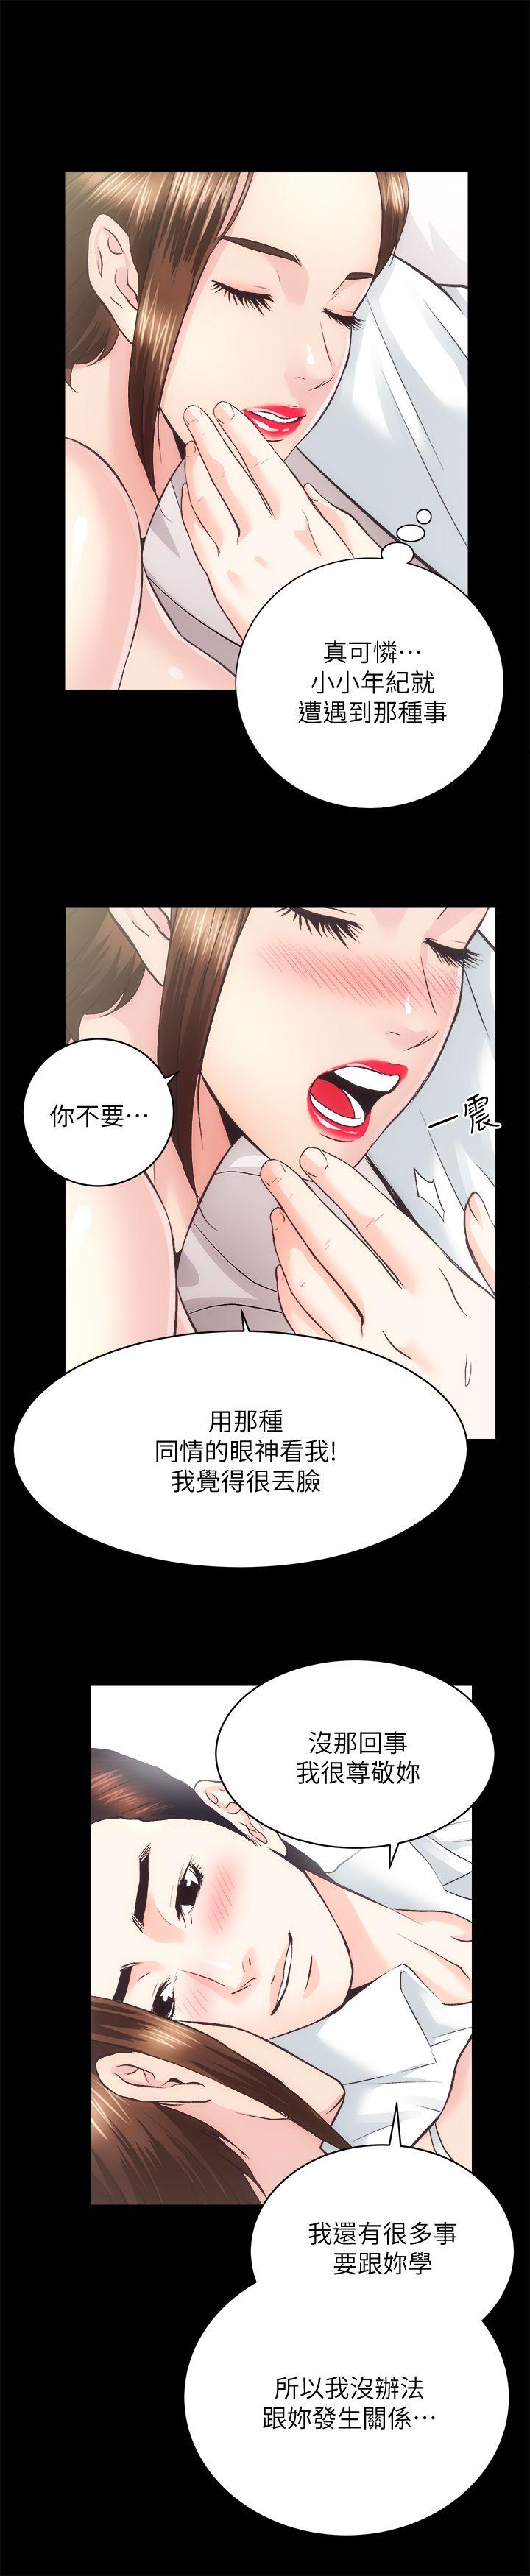 真可憐⋯
小小年紀就
遭遇到那種事
你不要⋯
一震
用那種
同情的眼神看我!
我覺得很丟臉
沒那回事
我很尊敬妳
我還有很多事
要跟妳學
所以我沒辦法
跟妳發生關係⋯